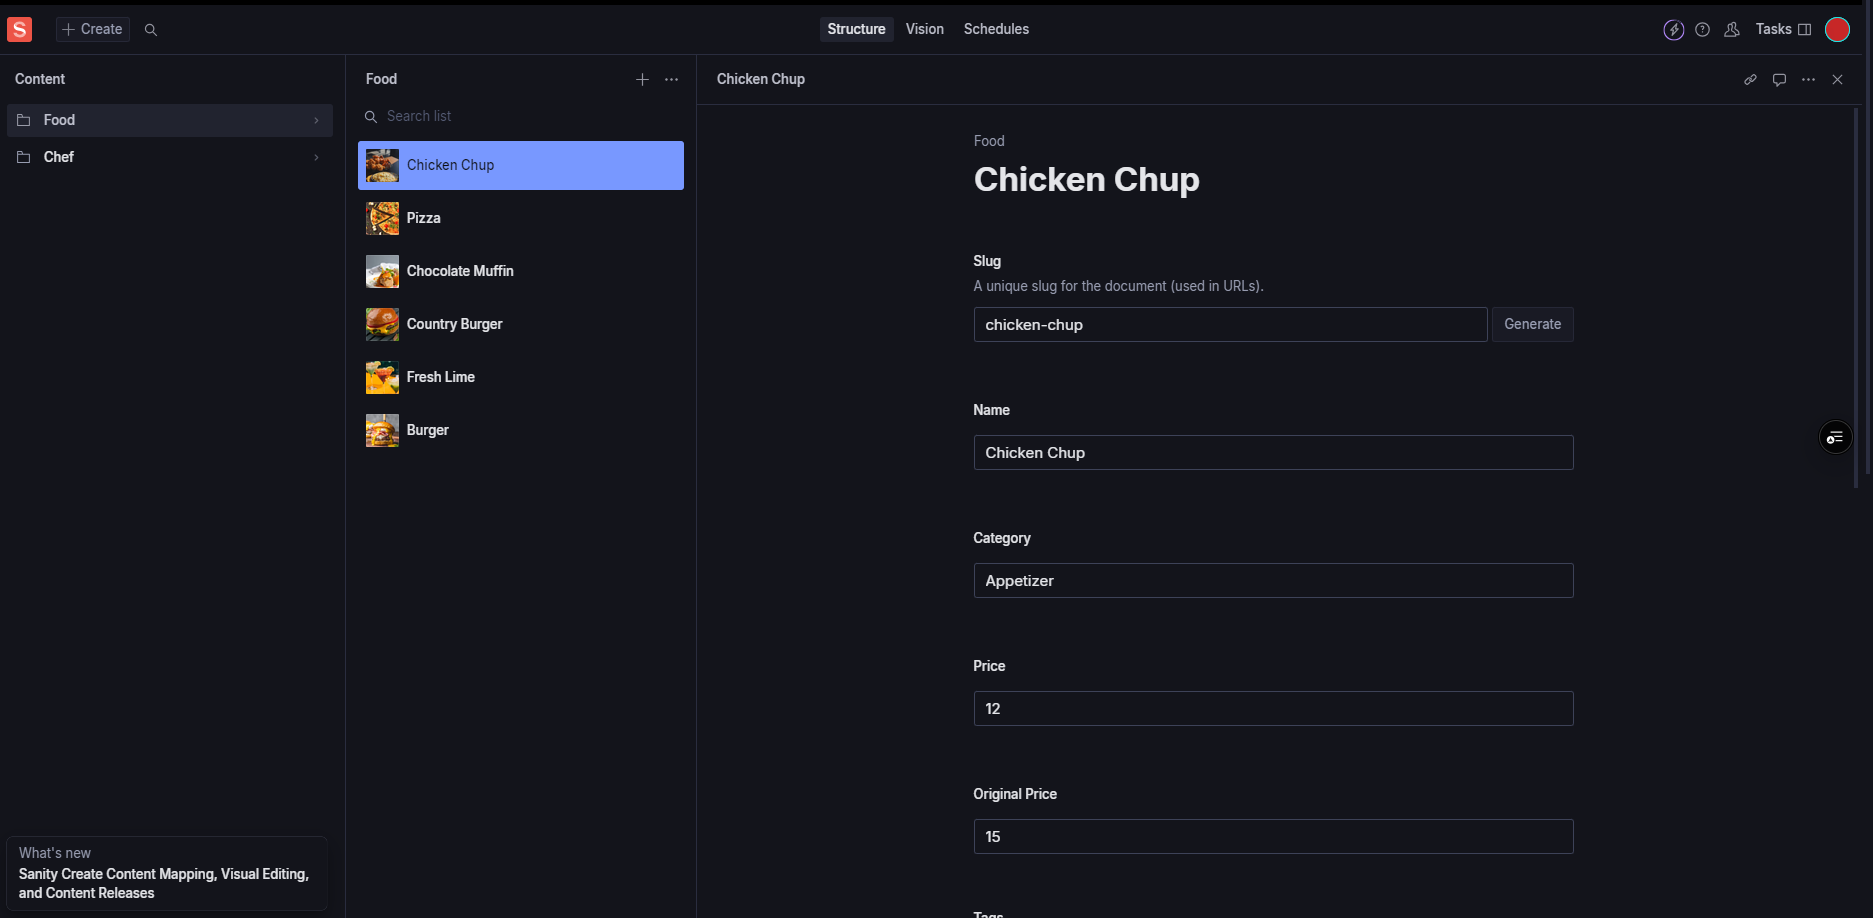 S
Create
Structure
Vision
Schedules
Tasks
Content
Food
Chef
What's new
Sanity Create Content Mapping, Visual Editing,
and Content Releases
Food
Search list
Chicken Chup
Pizza
Chocolate Muffin
Country Burger
Fresh Lime
Burger
Chicken Chup
Food
Chicken Chup
Slug
A unique slug for the document (used in URLs).
chicken-chup
Generate
Name
Chicken Chup
Category
Appetizer
Price
12
Original Price
15
Tags